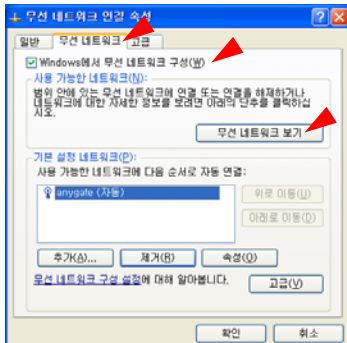 무선 네트워크 연결 속성
일반 무선 네트워크 고급
Windows에서 무선 네트워크 구성(W)
사용 가능한 네트워크(N):
범위 안에 있는 무선 네트워크에 연결 또는 연결을 해제하거나
네트워크에 대한 자세한 정보를 보려면 아래의 단추를 클릭하십
시오.
무선 네트워크 보기
기본 설정 네트워크(P):
사용 가능한 네트워크에 다음 순서로 자동 연결:
anygate (자동)
위로 이동(U)
아래로 이동(D)
추가(A)... 제거(R) 속성(O)
무선 네트워크 구성 설정에 대해 알아봅니다.
고급(V)
확인 취소